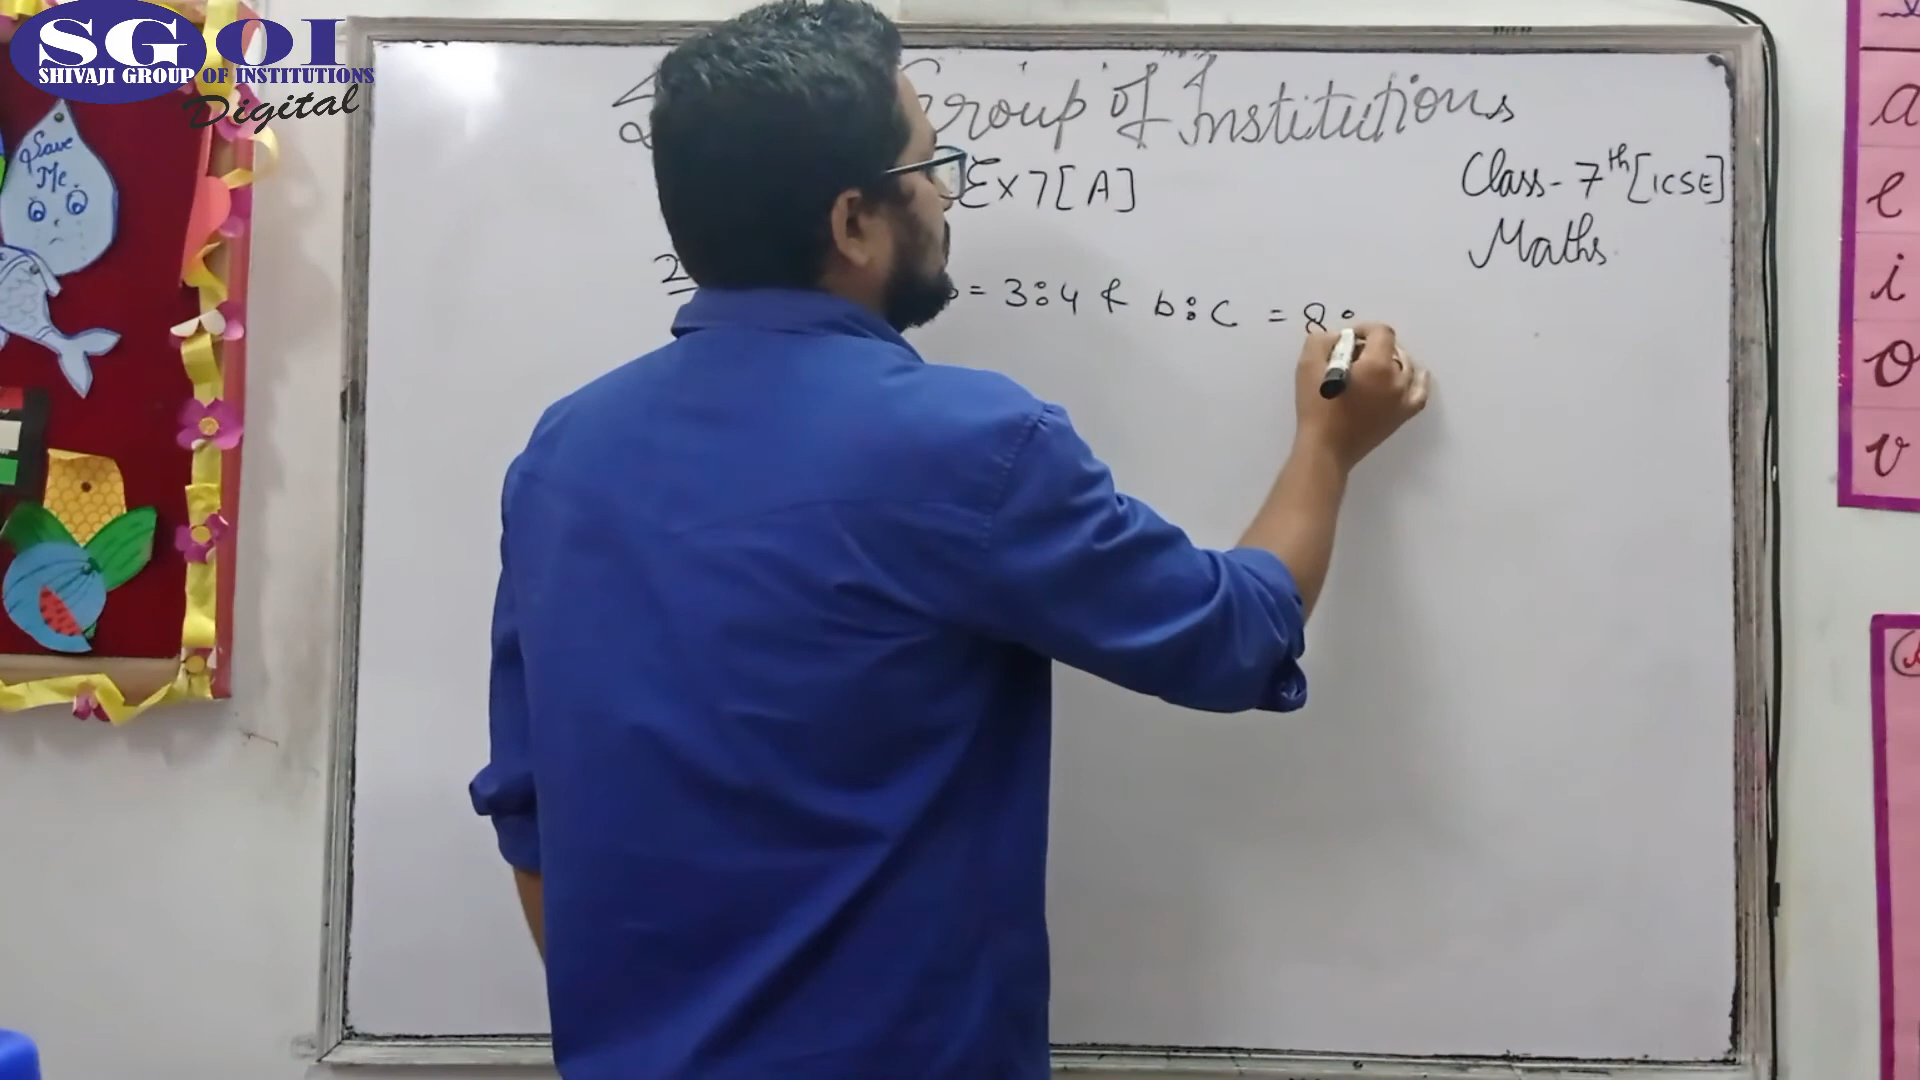 SGOI
SHIVAJI GROUP OF INSTITUTIONS
Digital
Save
Me.
Group of Institutions
Ex 7[A]
Class - 7th [ICSE]
Maths
2
= 3:4 & b:c = 8:
a
e
i
o
v